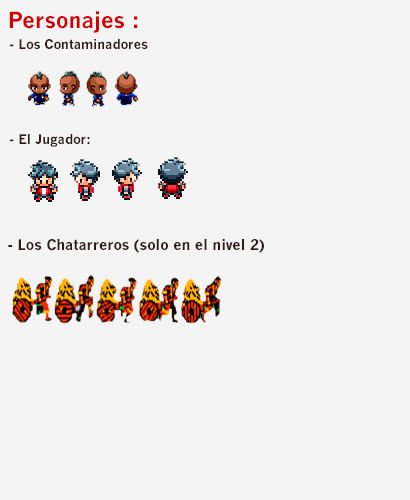 Personajes :
- Los Contaminadores
- El Jugador:
- Los Chatarreros (solo en el nivel 2)